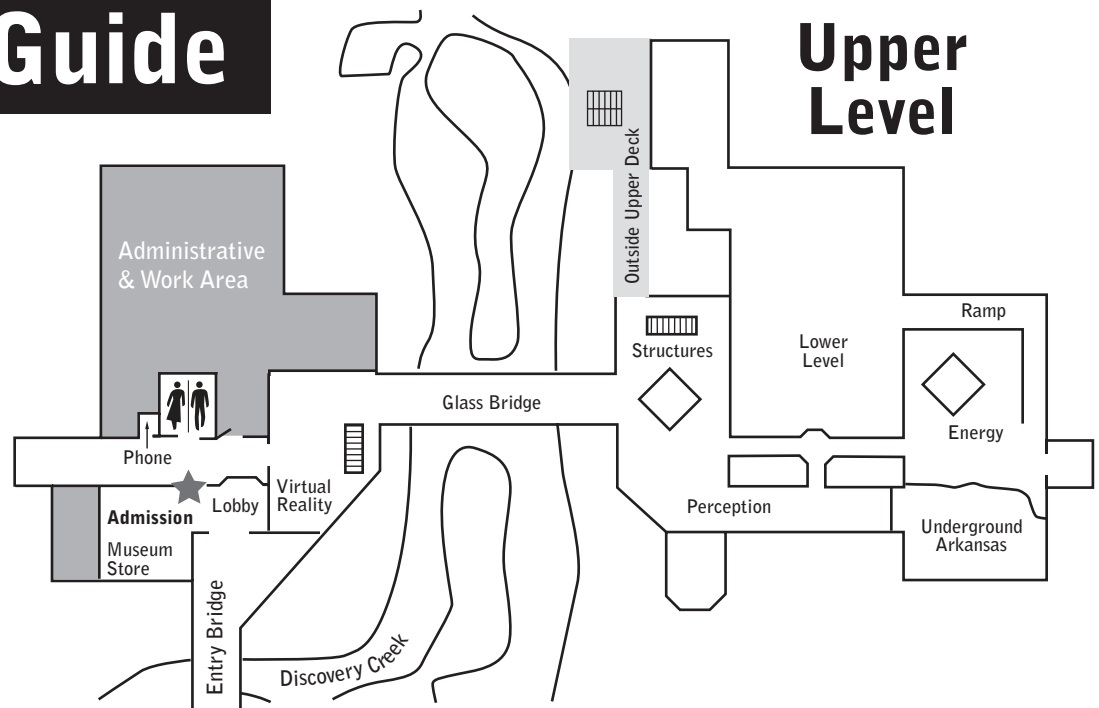 Guide
Upper
Level
Outside Upper Deck
Administrative
& Work Area
Ramp
Structures
Lower
Level
Glass Bridge
Energy
Phone
Virtual
Reality
Lobby
Admission
Perception
Underground
Arkansas
Museum
Store
Entry Bridge
Discovery Creek